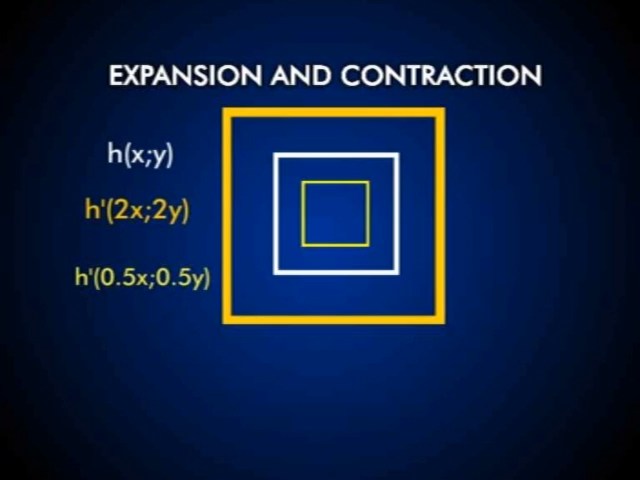 EXPANSION AND CONTRACTION
h(x;y)
h'(2x;2y)
h'(0.5x;0.5y)